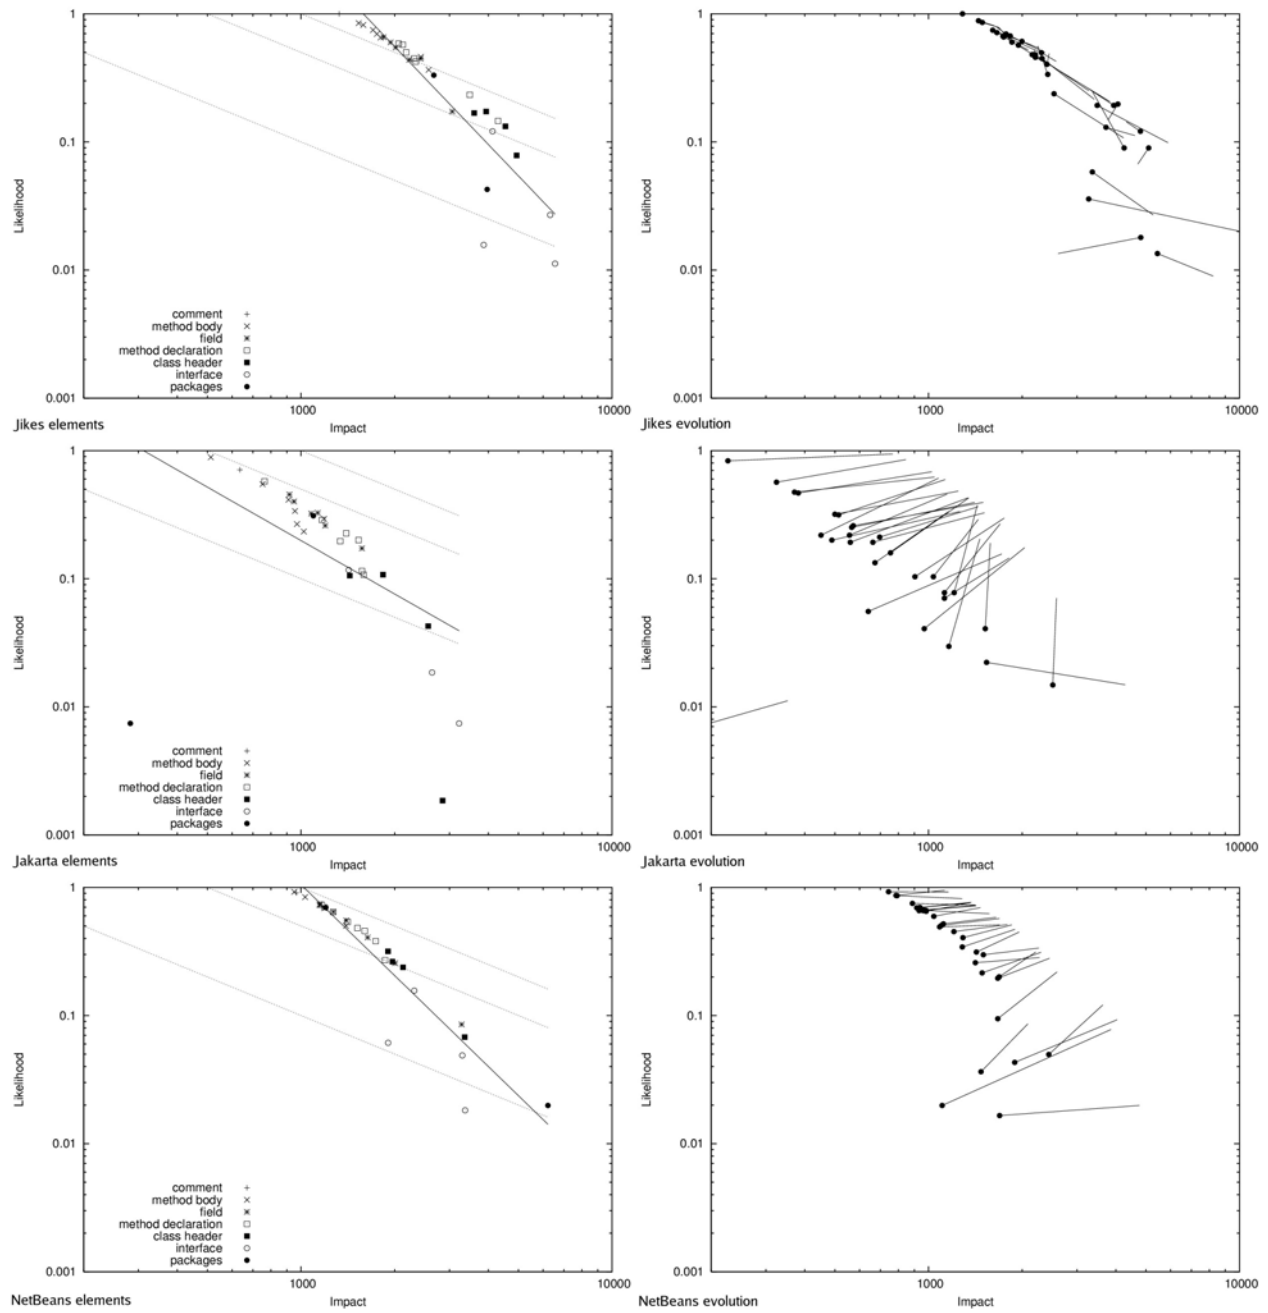 1
0.1
0.01
0.001
Likelihood
comment
method body
field
method declaration
class header
interface
packages
1000
10000
Impact
Jikes elements
1
0.1
0.01
0.001
Likelihood
1000
10000
Impact
Jikes evolution
1
0.1
0.01
0.001
Likelihood
comment
method body
field
method declaration
class header
interface
packages
1000
10000
Impact
Jakarta elements
1
0.1
0.01
0.001
Likelihood
1000
10000
Impact
Jakarta evolution
1
0.1
0.01
0.001
Likelihood
comment
method body
field
method declaration
class header
interface
packages
1000
10000
Impact
NetBeans elements
1
0.1
0.01
0.001
Likelihood
1000
10000
Impact
NetBeans evolution